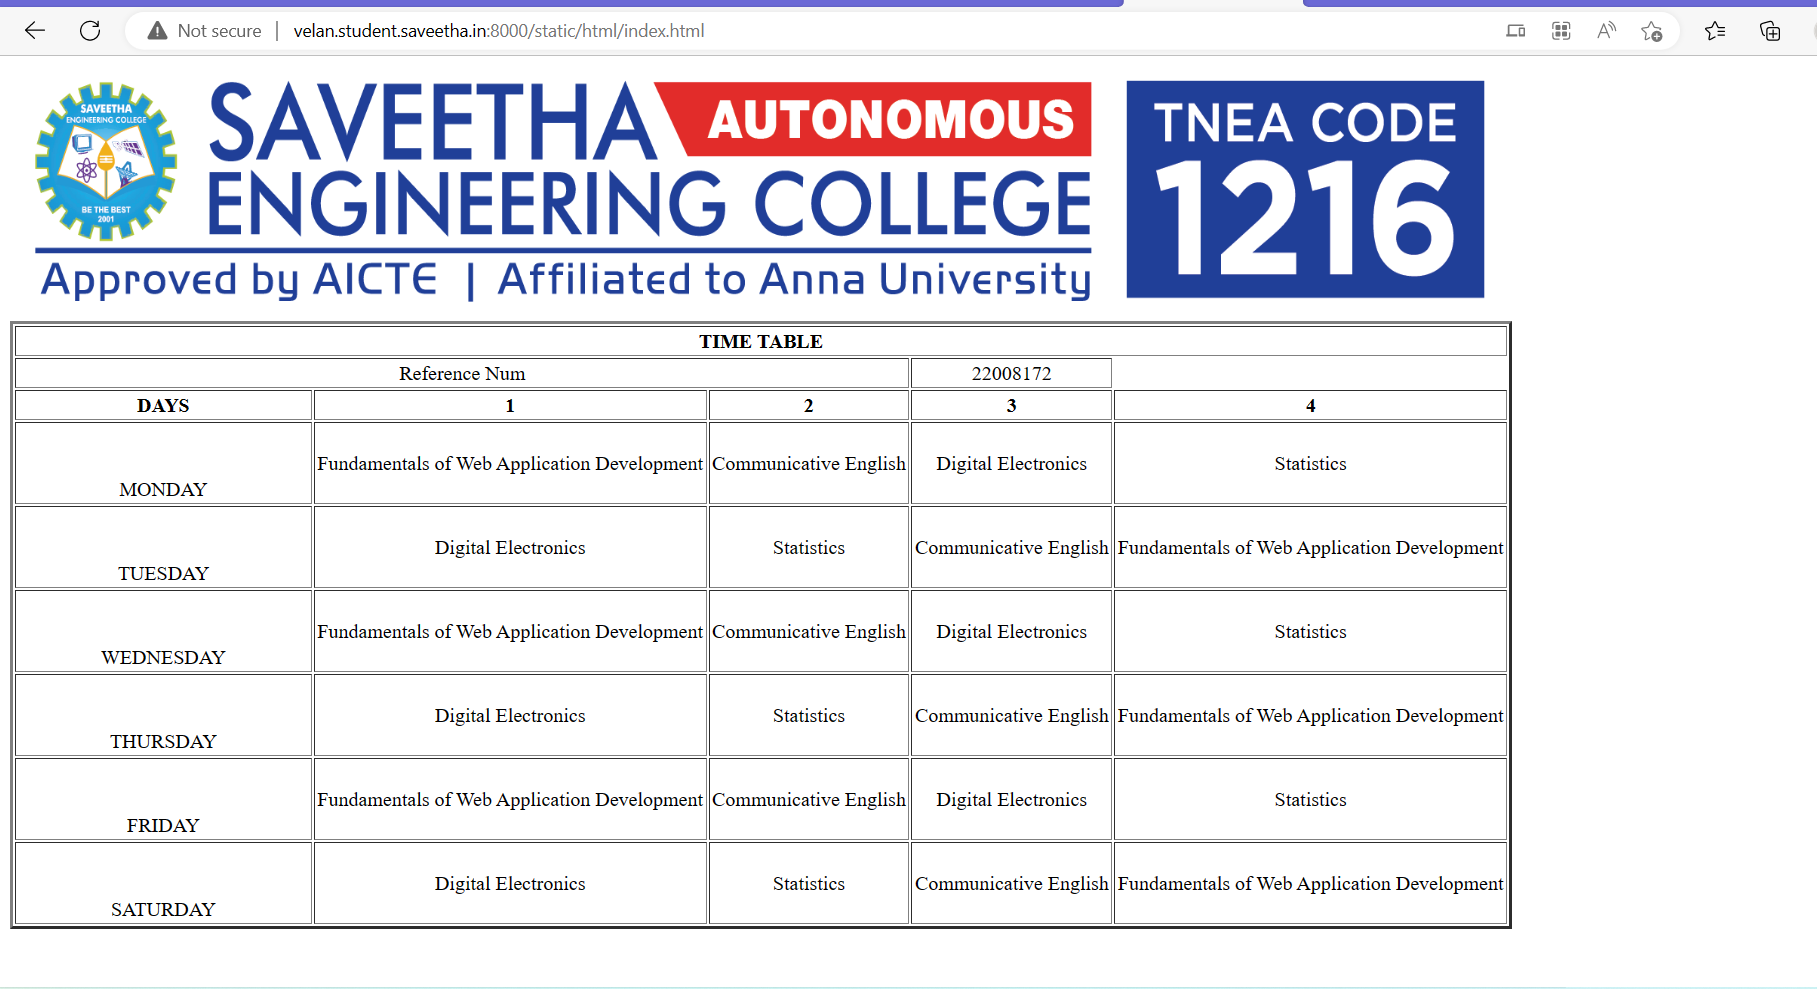 Not secure | velan.student.saveetha.in:8000/static/html/index.html
SAVEETHA
ENGINEERING COLLEGE
BE THE BEST
2001
SAVEETHA AUTONOMOUS
ENGINEERING COLLEGE
Approved by AICTE | Affiliated to Anna University
TNEA CODE
1216
TIME TABLE
Reference Num 22008172
DAYS 1 2 3 4
MONDAY Fundamentals of Web Application Development Communicative English Digital Electronics Statistics
TUESDAY Digital Electronics Statistics Communicative English Fundamentals of Web Application Development
WEDNESDAY Fundamentals of Web Application Development Communicative English Digital Electronics Statistics
THURSDAY Digital Electronics Statistics Communicative English Fundamentals of Web Application Development
FRIDAY Fundamentals of Web Application Development Communicative English Digital Electronics Statistics
SATURDAY Digital Electronics Statistics Communicative English Fundamentals of Web Application Development